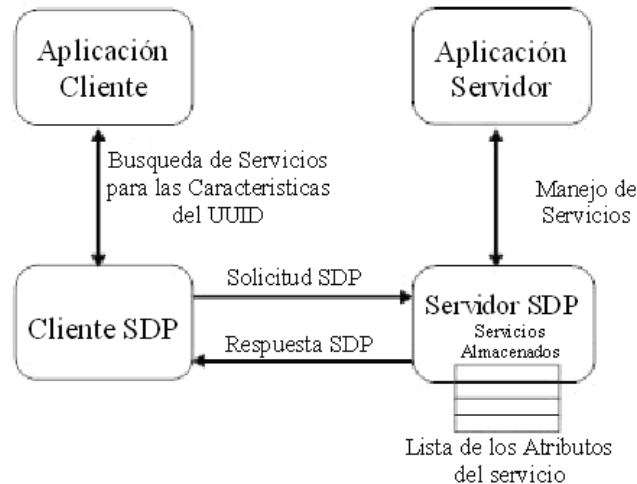 Aplicación
Cliente
Aplicación
Servidor
Busqueda de Servicios
para las Caracteristicas
del UUID
Manejo de
Servicios
Solicitud SDP
Cliente SDP
Servidor SDP
Servicios
Almacenados
Respuesta SDP
Lista de los Atributos
del servicio